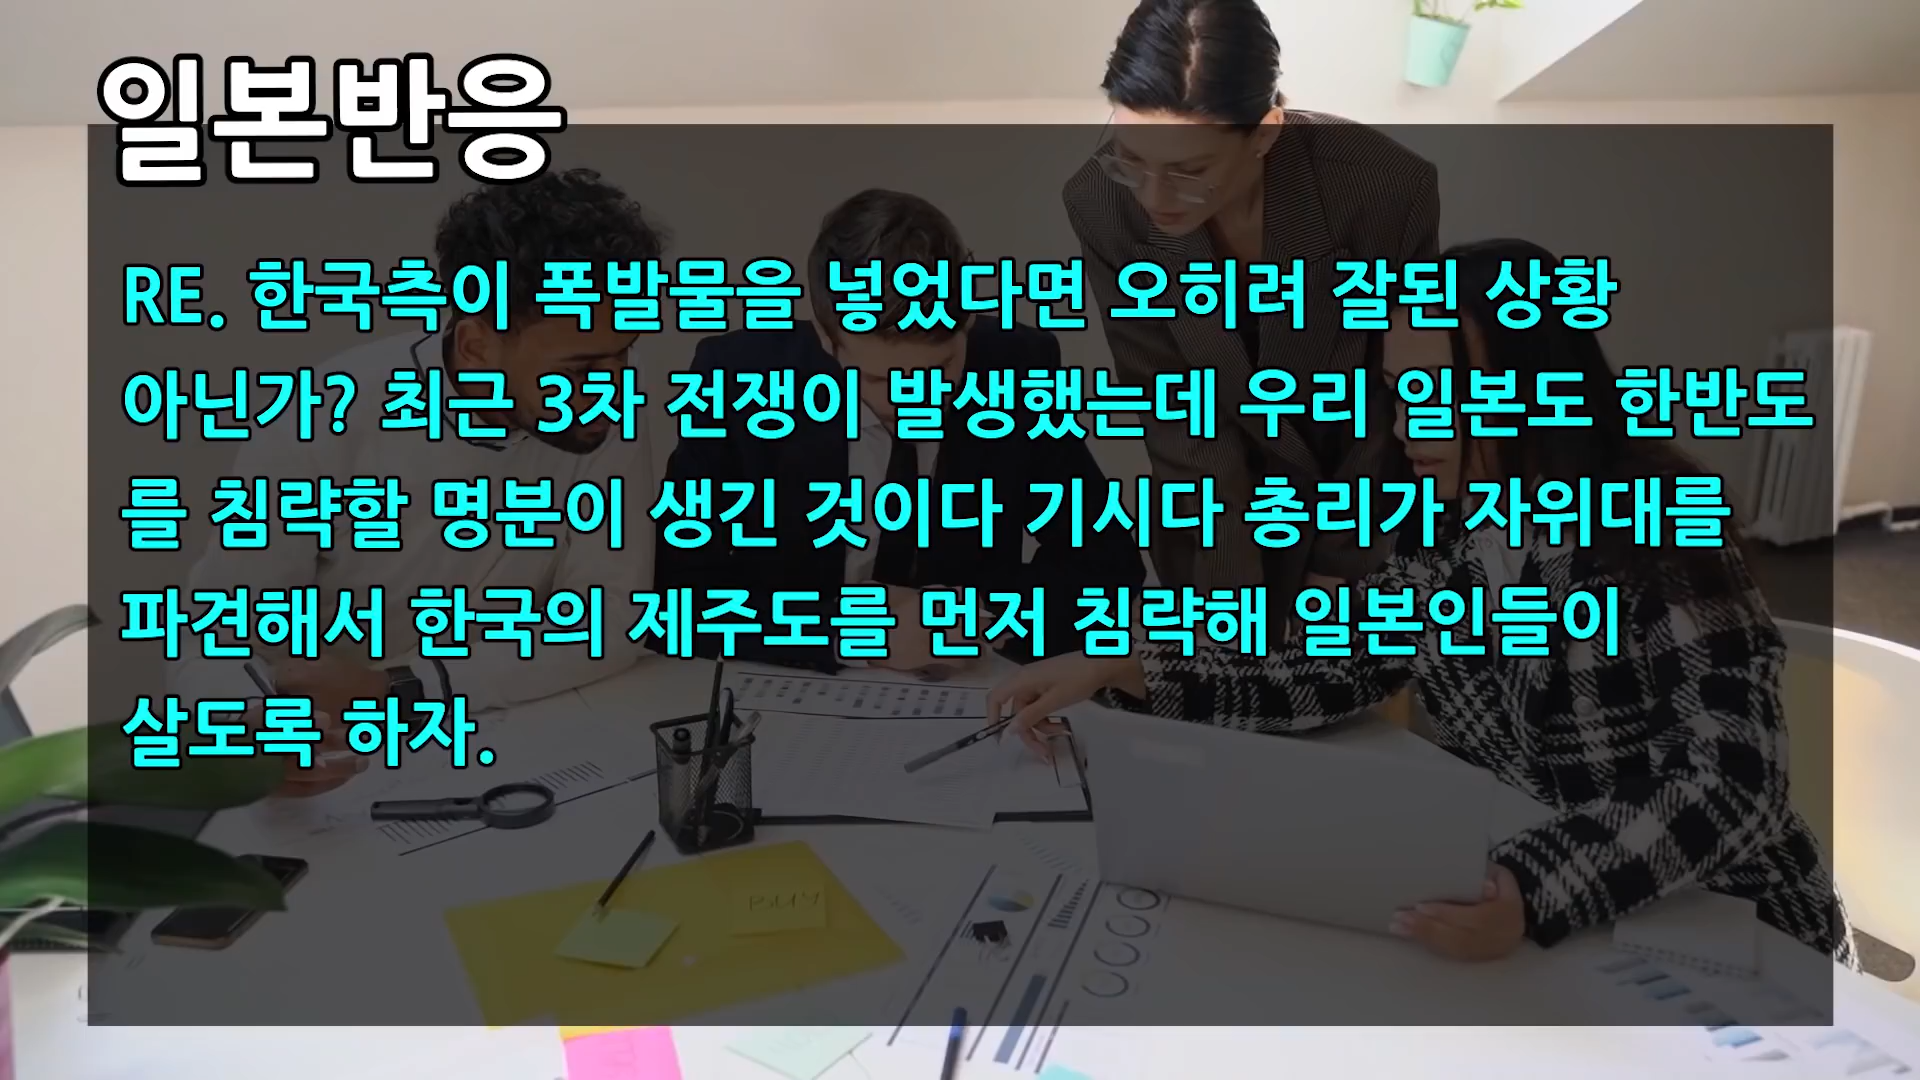 일본반응
RE. 한국측이 폭발물을 넣었다면 오히려 잘된 상황
아닌가? 최근 3차 전쟁이 발생했는데 우리 일본도 한반도
를 침략할 명분이 생긴 것이다 기시다 총리가 자위대를
파견해서 한국의 제주도를 먼저 침략해 일본인들이
살도록 하자.